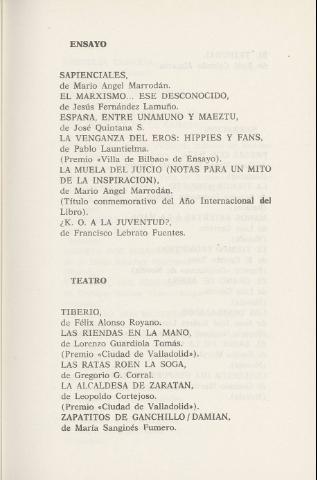 ENSAYO
SAPIENCIALES,
de Mario Angel Marrodán.
EL MARXISMO... ESE DESCONOCIDO,
de Jesús Fernández Lamuño.
ESPAÑA, ENTRE UNAMUNO Y MAEZTU,
de José Quintana S.
LA VENGANZA DEL EROS: HIPPIES Y FANS,
de Pablo Launtielma.
(Premio «Villa de Bilbao» de Ensayo).
LA MUELA DEL JUICIO (NOTAS PARA UN MITO
DE LA INSPIRACION),
de Mario Angel Marrodán.
(Título conmemorativo del Año Internacional del
Libro).
¿K. O. A LA JUVENTUD?,
de Francisco Lebrato Fuentes.
TEATRO
TIBERIO,
de Félix Alonso Royano.
LAS RIENDAS EN LA MANO,
de Lorenzo Guardiola Tomás.
(Premio «Ciudad de Valladolid»).
LAS RATAS ROEN LA SOGA,
de Gregorio G. Corral.
LA ALCALDESA DE ZARATAN,
de Leopoldo Cortejoso.
(Premio «Ciudad de Valladolid»).
ZAPATITOS DE GANCHILLO/DAMIAN,
de María Sanginés Fumero.